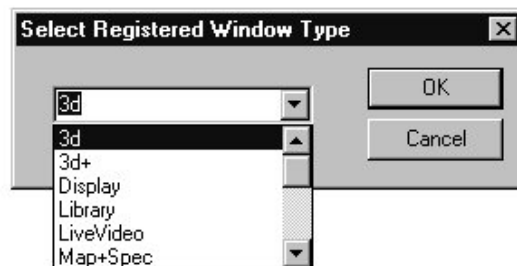 Select Registered Window Type
OK
3d
Cancel
3d
3d+
Display
Library
LiveVideo
Map+Spec